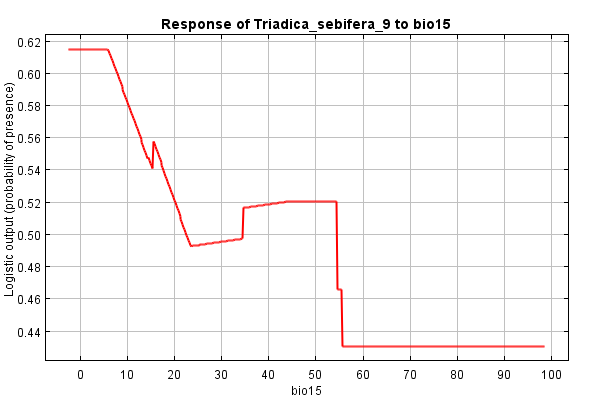 Response of Triadica_sebifera_9 to bio15
Logistic output (probability of presence)
0.62
0.60
0.58
0.56
0.54
0.52
0.50
0.48
0.46
0.44
0 10 20 30 40 50 60 70 80 90 100
bio15